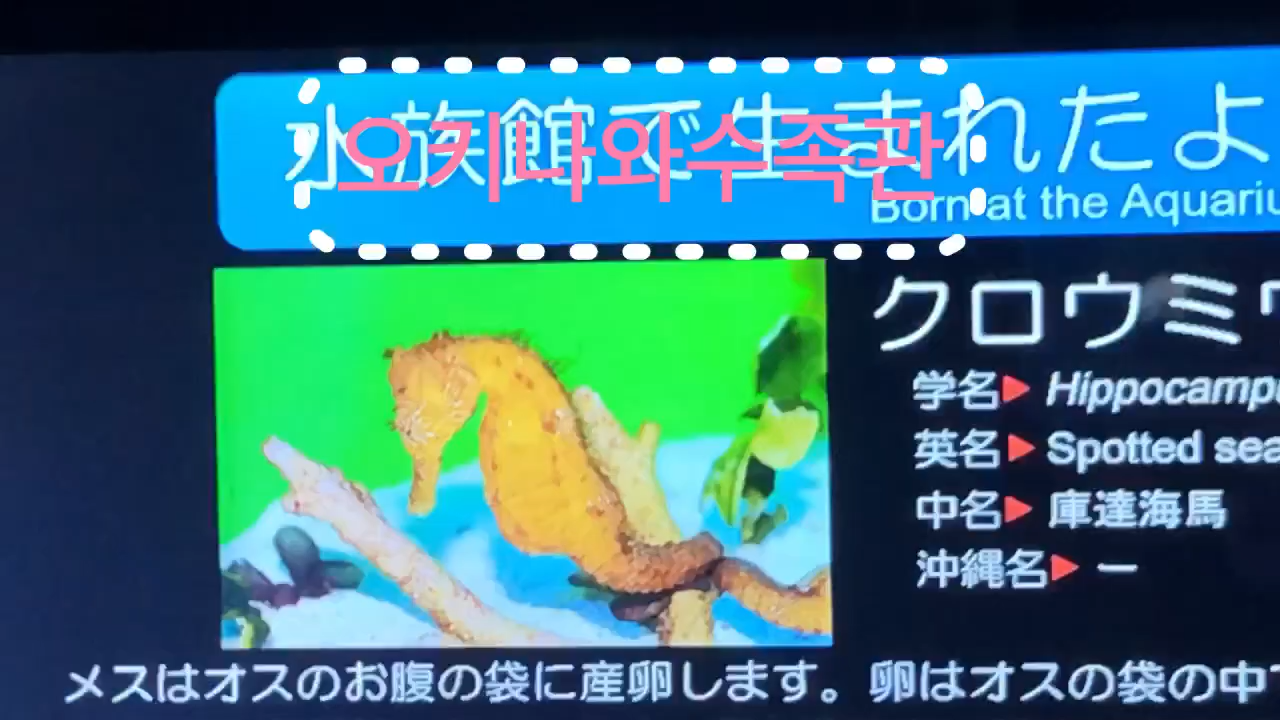 水族館で生まれたよ
오키나와수족관
Born at the Aquariu
クロウミウ
学名▶ Hippocampu
英名▶ Spotted sea
中名▶ 庫達海馬
沖縄名▶ ー
メスはオスのお腹の袋に産卵します。卵はオスの袋の中で